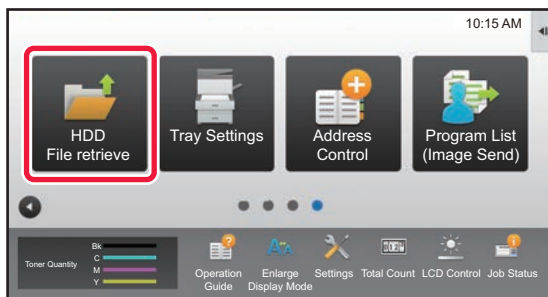 10:15 AM
HDD
File retrieve
Tray Settings
Address
Control
Program List
(Image Send)
Toner Quantity
Bk
C
M
Y
Operation
Guide
Enlarge
Display Mode
Settings
Total Count
LCD Control
Job Status